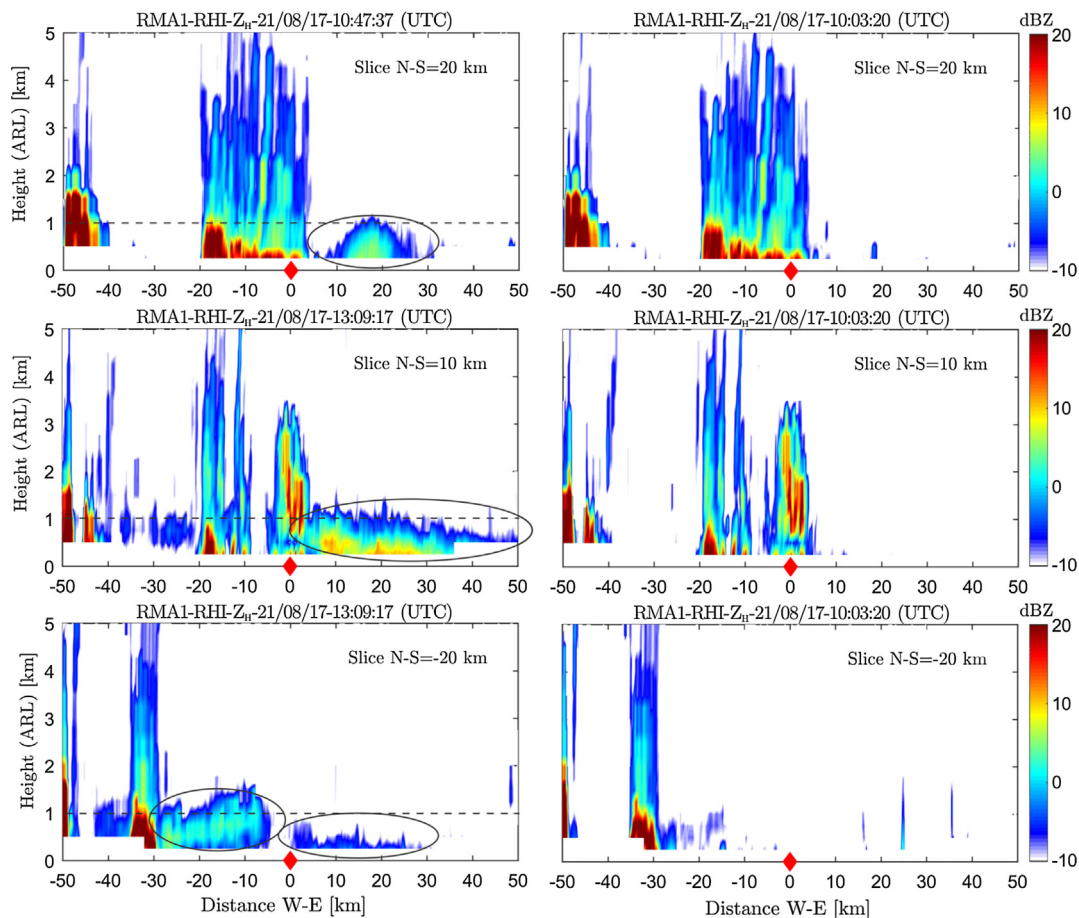 RMA1-RHI-Z_H-21/08/17-10:47:37 (UTC)
RMA1-RHI-Z_H-21/08/17-10:03:20 (UTC)
dBZ
Slice N-S=20 km
Slice N-S=20 km
Height (ARL) [km]
5
4
3
2
1
0
-50 -40 -30 -20 -10 0 10 20 30 40 50
-50 -40 -30 -20 -10 0 10 20 30 40 50
20
10
0
-10
RMA1-RHI-Z_H-21/08/17-13:09:17 (UTC)
RMA1-RHI-Z_H-21/08/17-10:03:20 (UTC)
dBZ
Slice N-S=10 km
Slice N-S=10 km
Height (ARL) [km]
5
4
3
2
1
0
-50 -40 -30 -20 -10 0 10 20 30 40 50
-50 -40 -30 -20 -10 0 10 20 30 40 50
20
10
0
-10
RMA1-RHI-Z_H-21/08/17-13:09:17 (UTC)
RMA1-RHI-Z_H-21/08/17-10:03:20 (UTC)
dBZ
Slice N-S=-20 km
Slice N-S=-20 km
Height (ARL) [km]
5
4
3
2
1
0
-50 -40 -30 -20 -10 0 10 20 30 40 50
-50 -40 -30 -20 -10 0 10 20 30 40 50
20
10
0
-10
Distance W-E [km]
Distance W-E [km]